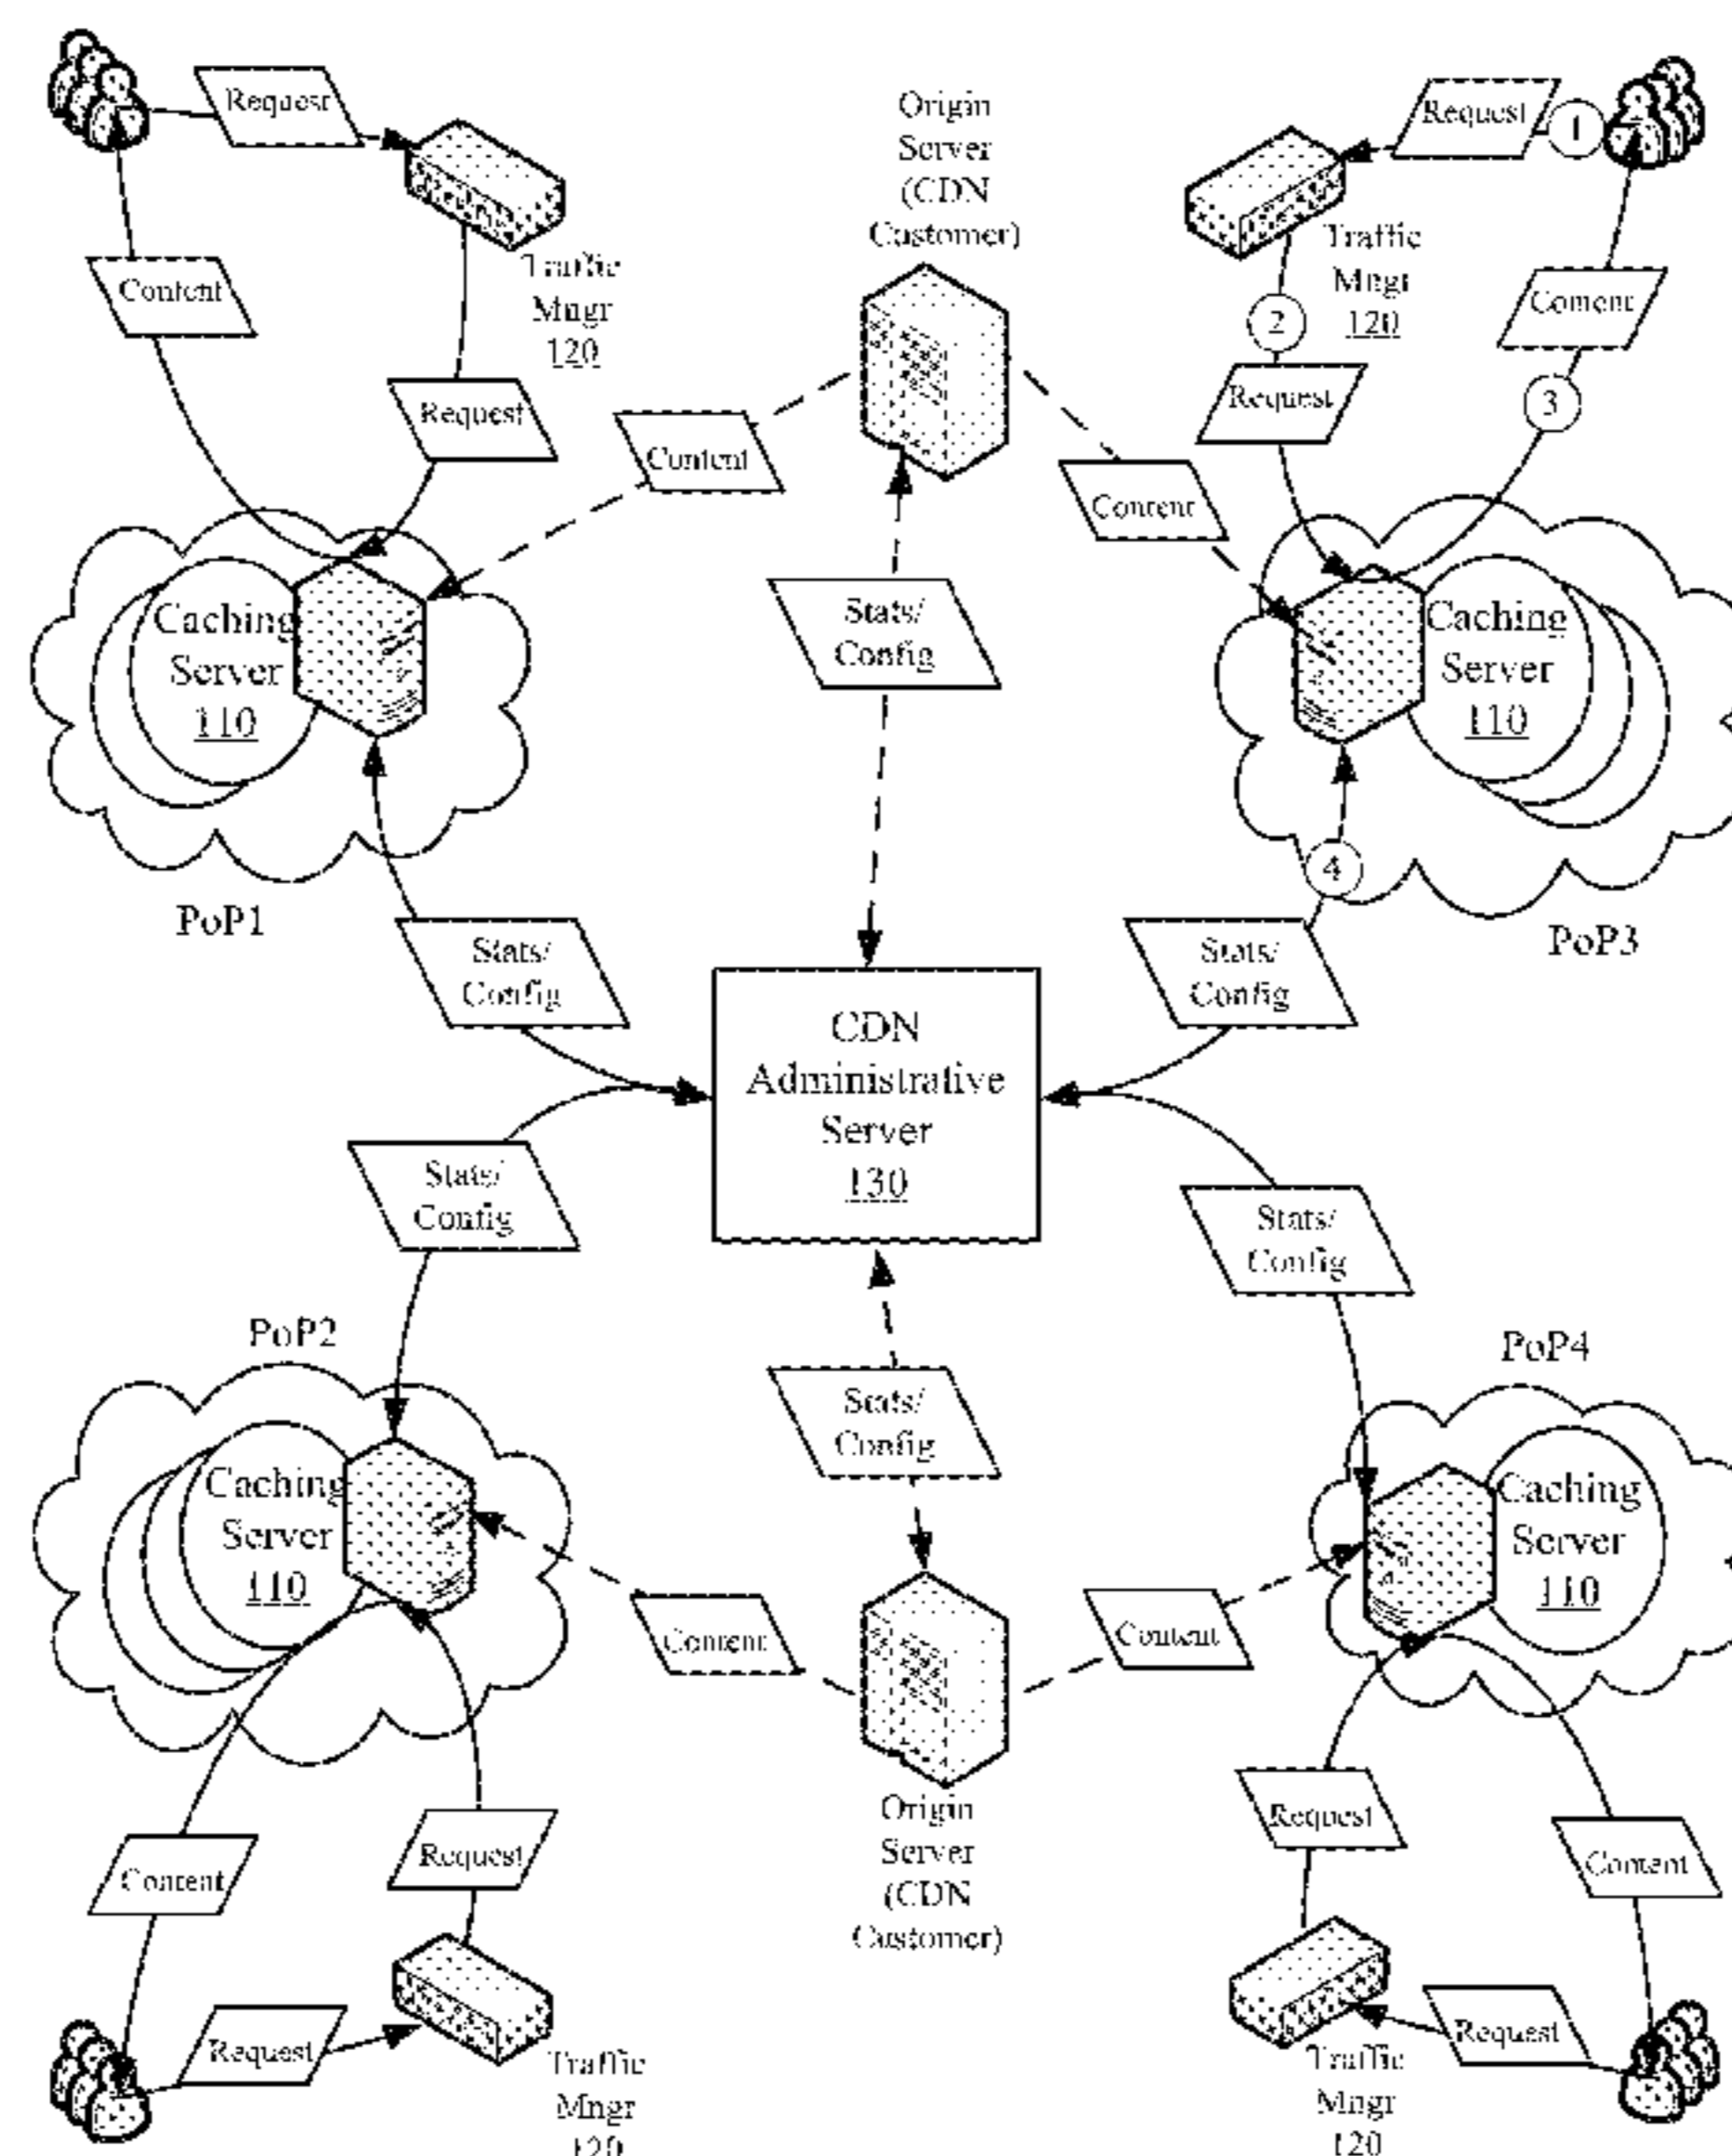 Request
Content
Traffic
Mngr
120
Request
Origin
Server
(CDN
Customer)
Request
1
Traffic
Mngr
120
2
Request
Content
3
Content
Content
Stats/
Config
Caching
Server
110
PoP1
Caching
Server
110
4
PoP3
Stats/
Config
Stats/
Config
CDN
Administrative
Server
130
Stats/
Config
Stats/
Config
PoP2
Caching
Server
110
Stats/
Config
PoP4
Caching
Server
110
Content
Content
Origin
Server
(CDN
Customer)
Content
Request
Request
Traffic
Mngr
120
Request
Content
Request
Traffic
Mngr
120